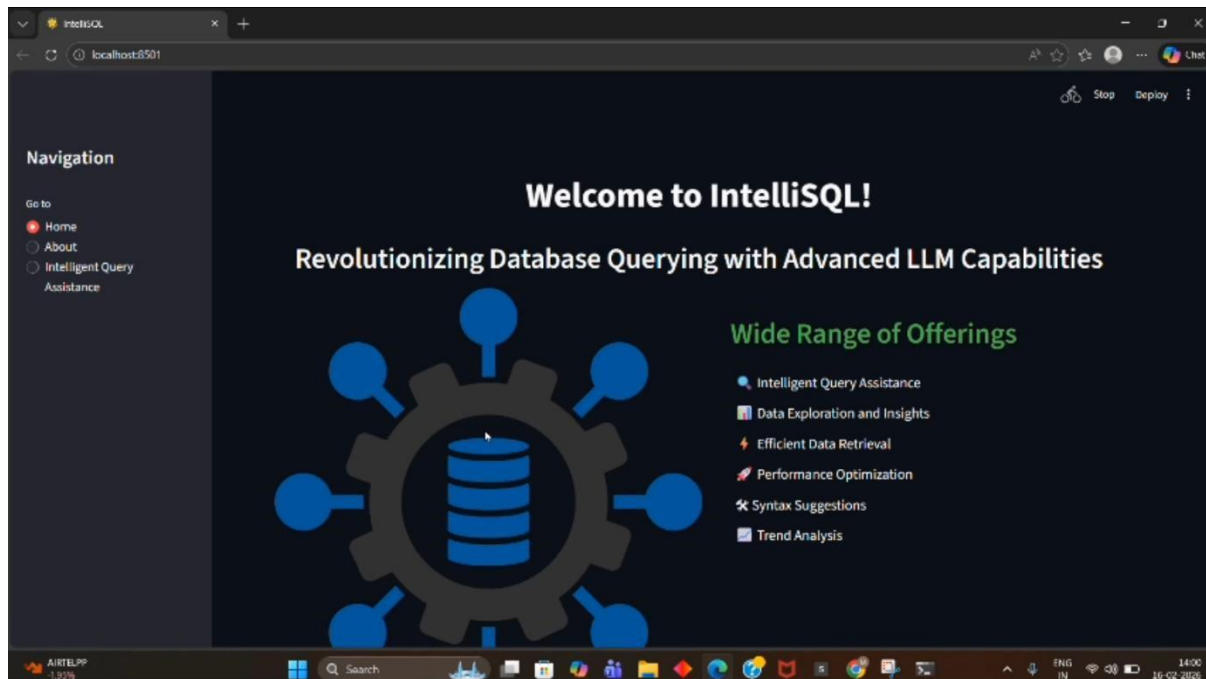 IntelliSQL
localhost:8501
Chat
Stop Deploy
Navigation
Go to
Home
About
Intelligent Query
Assistance
Welcome to IntelliSQL!
Revolutionizing Database Querying with Advanced LLM Capabilities
Wide Range of Offerings
Intelligent Query Assistance
Data Exploration and Insights
Efficient Data Retrieval
Performance Optimization
Syntax Suggestions
Trend Analysis
AIRTELPP
-1.95%
Search
ENG
IN
14:00
16-02-2026